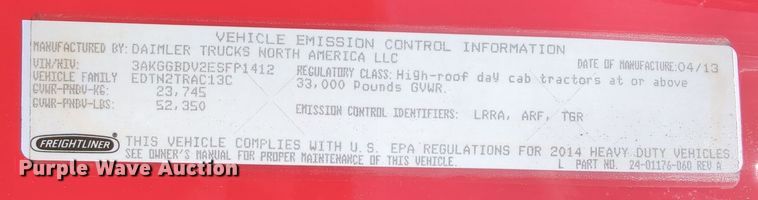 VEHICLE EMISSION CONTROL INFORMATION
MANUFACTURED BY: DAIMLER TRUCKS NORTH AMERICA LLC
DATE OF MANUFACTURE: 04/13
VIN/NIV: 3AKGGBDV2ESFP1412
REGULATORY CLASS: High-roof day cab tractors at or above
33,000 Pounds GVWR.
VEHICLE FAMILY EDTN2TRAC13C
GVWR-PNBV-KG: 23,745
GVWR-PNBV-LBS: 52,350
EMISSION CONTROL IDENTIFIERS: LRRA, ARF, TGR
FREIGHTLINER
THIS VEHICLE COMPLIES WITH U.S. EPA REGULATIONS FOR 2014 HEAVY DUTY VEHICLES
SEE OWNER'S MANUAL FOR PROPER MAINTENANCE OF THIS VEHICLE.
L PART NO. 24-01176-060 REV A
Purple Wave Auction